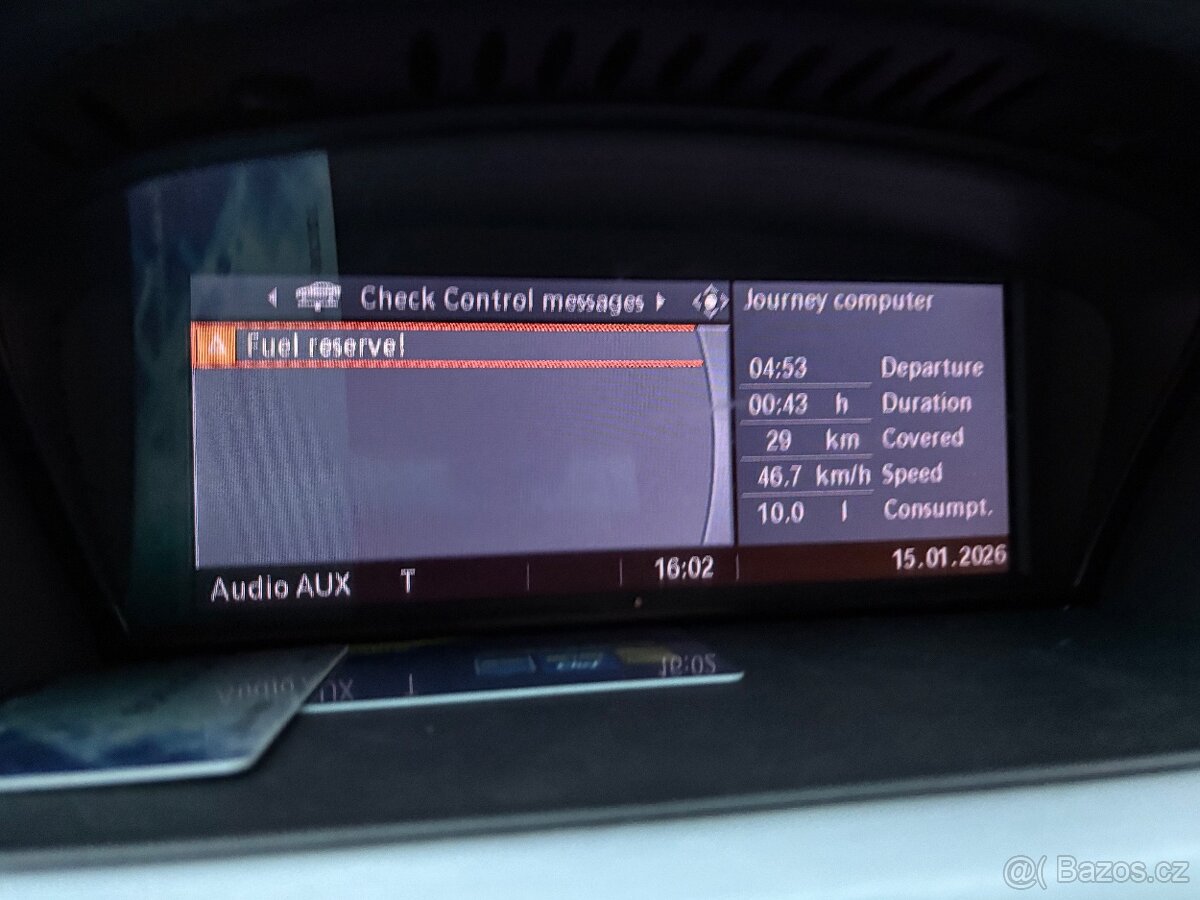 Check Control messages
Fuel reserve!
Journey computer
04:53 Departure
00:43 h Duration
29 km Covered
46,7 km/h Speed
10,0 l Consumpt.
Audio AUX T 16:02 15.01.2026
Bazos.cz